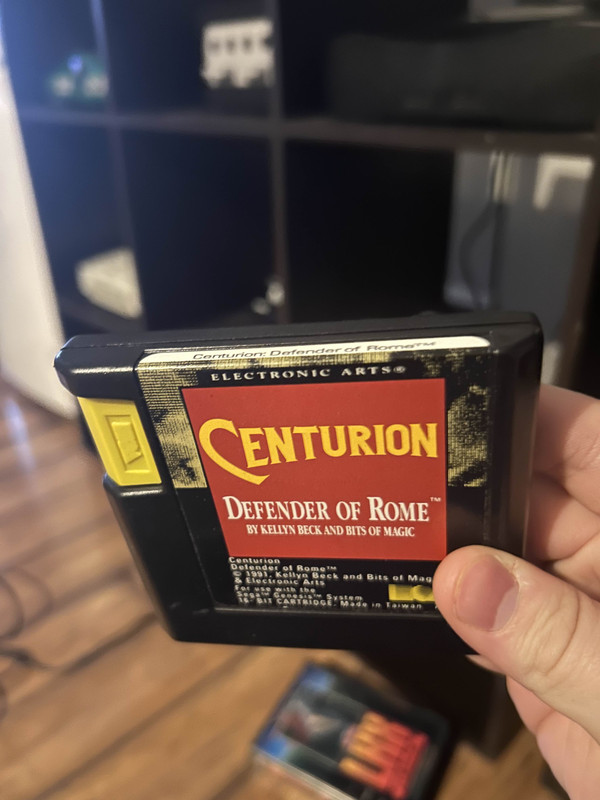 Centurion: Defender of Rome™
ELECTRONIC ARTS®
CENTURION
DEFENDER OF ROME™
BY KELLYN BECK AND BITS OF MAGIC
Centurion
Defender of Rome™
© 1991, Kellyn Beck and Bits of Mag
& Electronic Arts
For use with the
Sega™ Genesis™ System
16-BIT CARTRIDGE. Made in Taiwan